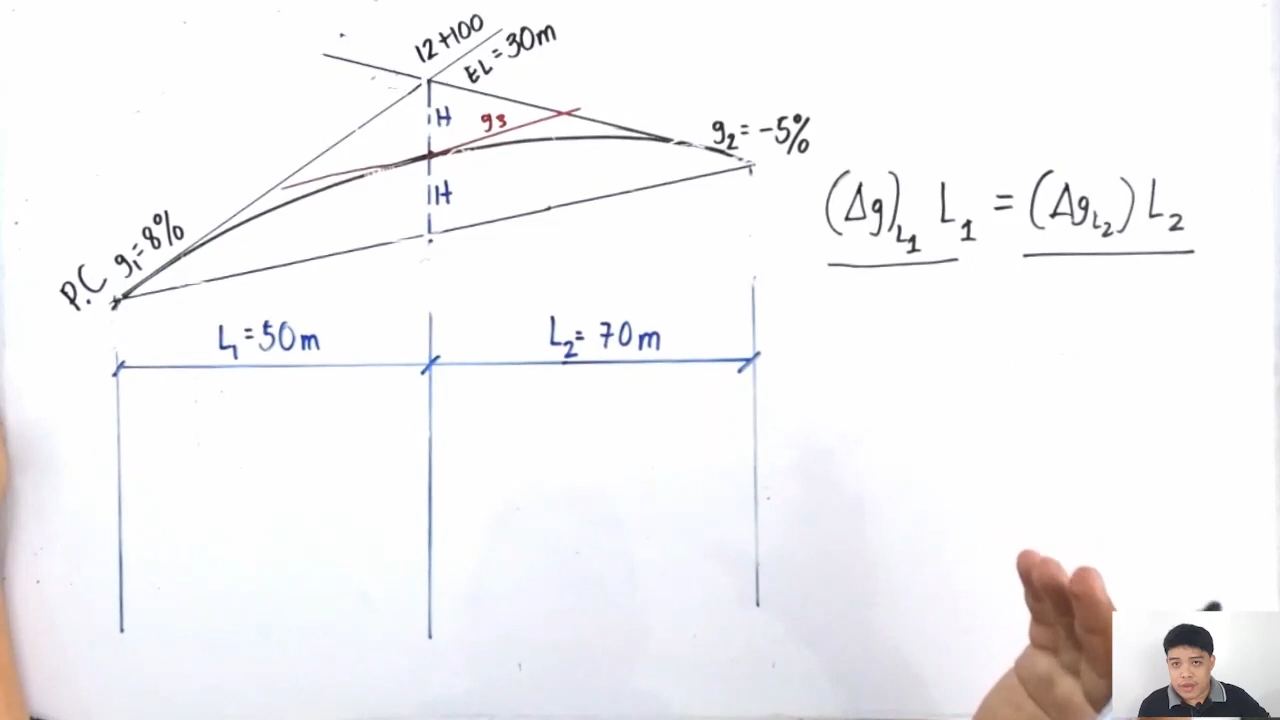 12+100
EL = 30m
H
g₃
g₂ = -5%
H
P.C g₁ = 8%
(Δg)L₁ L₁ = (ΔgL₂) L₂
L₁ = 50m
L₂ = 70m